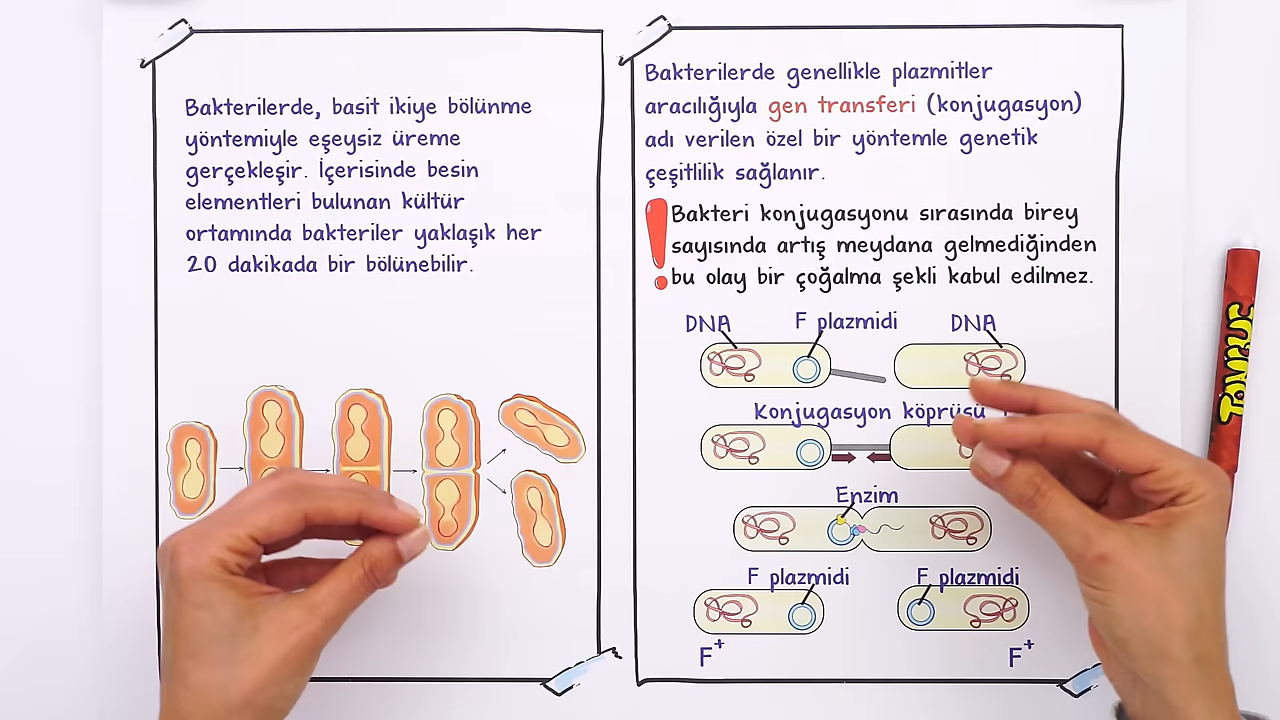 Bakterilerde, basit ikiye bölünme
yöntemiyle eşeysiz üreme
gerçekleşir. İçerisinde besin
elementleri bulunan kültür
ortamında bakteriler yaklaşık her
20 dakikada bir bölünebilir.
Bakterilerde genellikle plazmitler
aracılığıyla gen transferi (konjugasyon)
adı verilen özel bir yöntemle genetik
çeşitlilik sağlanır.
Bakteri konjugasyonu sırasında birey
sayısında artış meydana gelmediğinden
bu olay bir çoğalma şekli kabul edilmez.
DNA F plazmidi DNA
Konjugasyon köprüsü
Enzim
F plazmidi F plazmidi
F+ F+